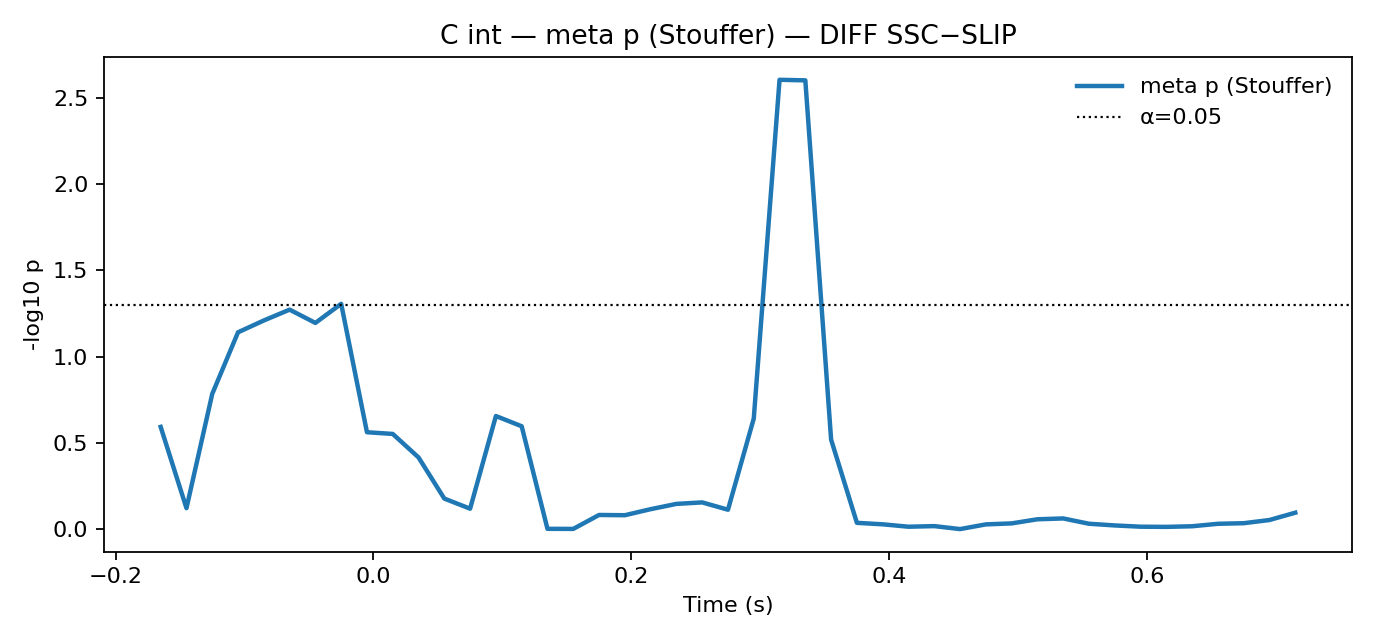 C int — meta p (Stouffer) — DIFF SSC−SLIP
meta p (Stouffer)
α=0.05
-log10 p
2.5
2.0
1.5
1.0
0.5
0.0
−0.2
0.0
0.2
0.4
0.6
Time (s)